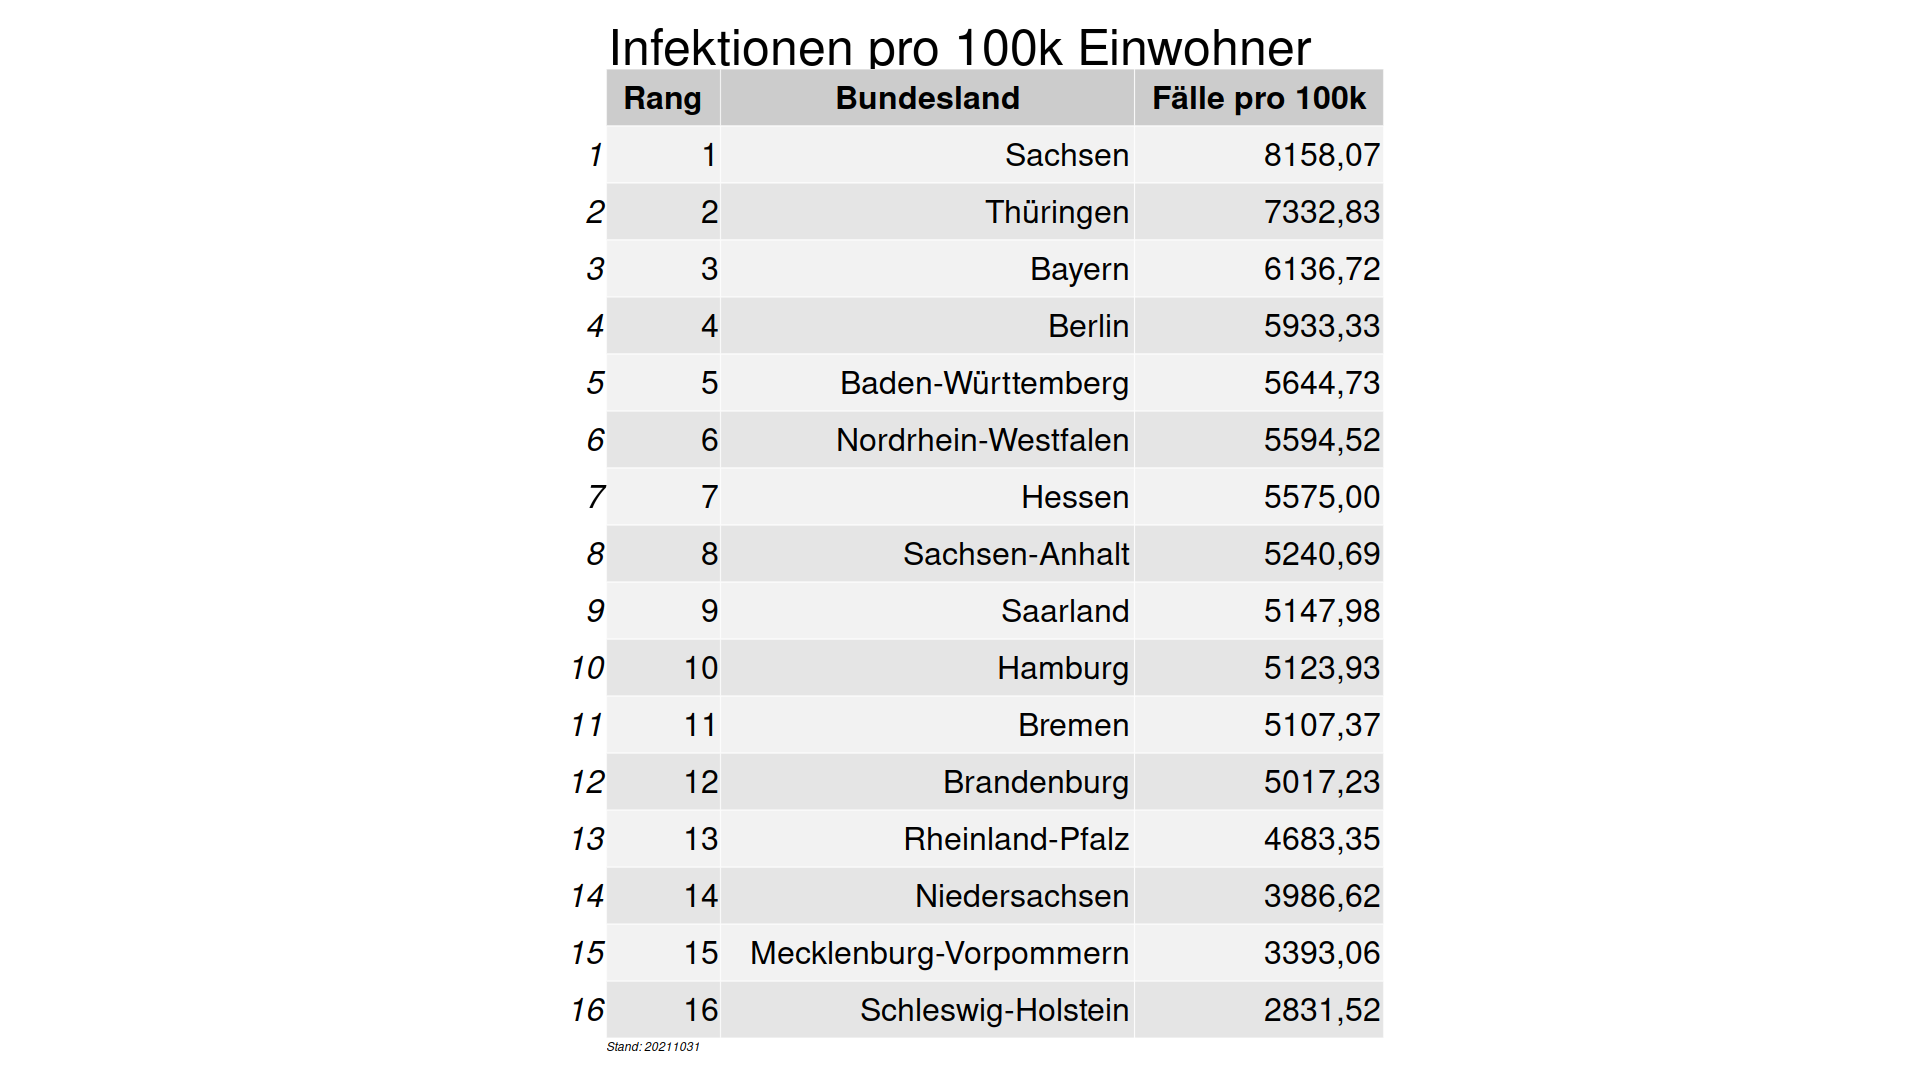 Infektionen pro 100k Einwohner
Rang Bundesland Fälle pro 100k
1 1 Sachsen 8158,07
2 2 Thüringen 7332,83
3 3 Bayern 6136,72
4 4 Berlin 5933,33
5 5 Baden-Württemberg 5644,73
6 6 Nordrhein-Westfalen 5594,52
7 7 Hessen 5575,00
8 8 Sachsen-Anhalt 5240,69
9 9 Saarland 5147,98
10 10 Hamburg 5123,93
11 11 Bremen 5107,37
12 12 Brandenburg 5017,23
13 13 Rheinland-Pfalz 4683,35
14 14 Niedersachsen 3986,62
15 15 Mecklenburg-Vorpommern 3393,06
16 16 Schleswig-Holstein 2831,52
Stand: 20211031